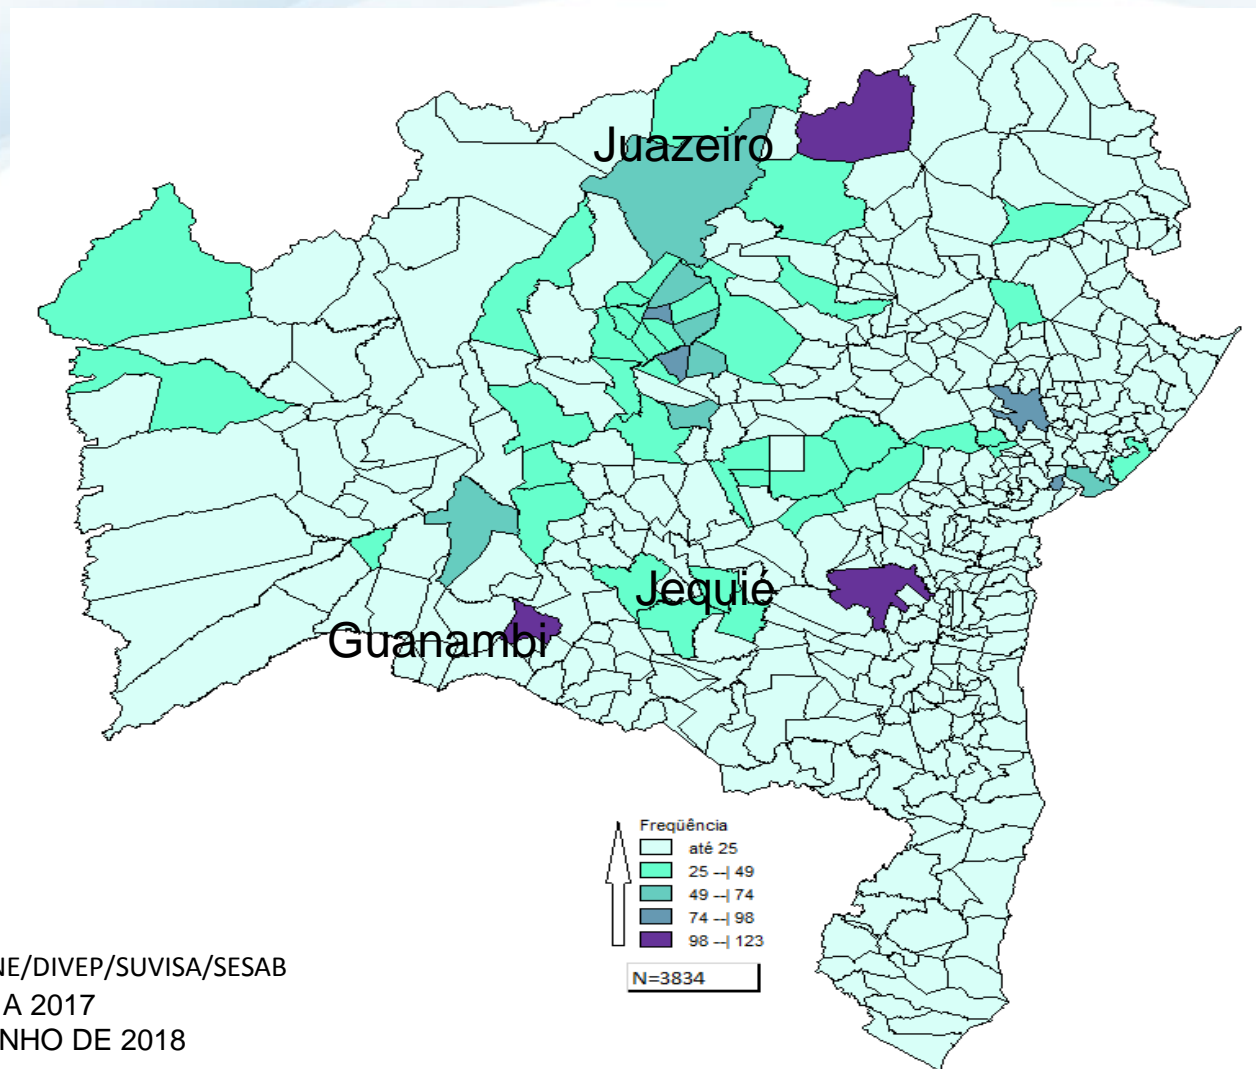 Juazeiro
Jequié
Guanambi
Freqüência
até 25
25 --| 49
49 --| 74
74 --| 98
98 --| 123
N=3834
NE/DIVEP/SUVISA/SESAB
A 2017
NHO DE 2018